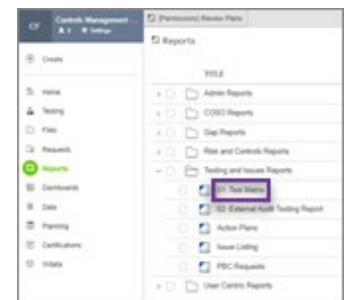 CF
Controls Management -...
Settings
[Permissions] Review Plans
Reports
Create
TITLE
Home
Admin Reports
Testing
COSO Reports
Files
Gap Reports
Requests
Risk and Controls Reports
Reports
Testing and Issues Reports
Dashboards
01. Test Matrix
Data
02. External Audit Testing Report
Planning
Action Plans
Certifications
Issue Listing
PBC Requests
User Centric Reports